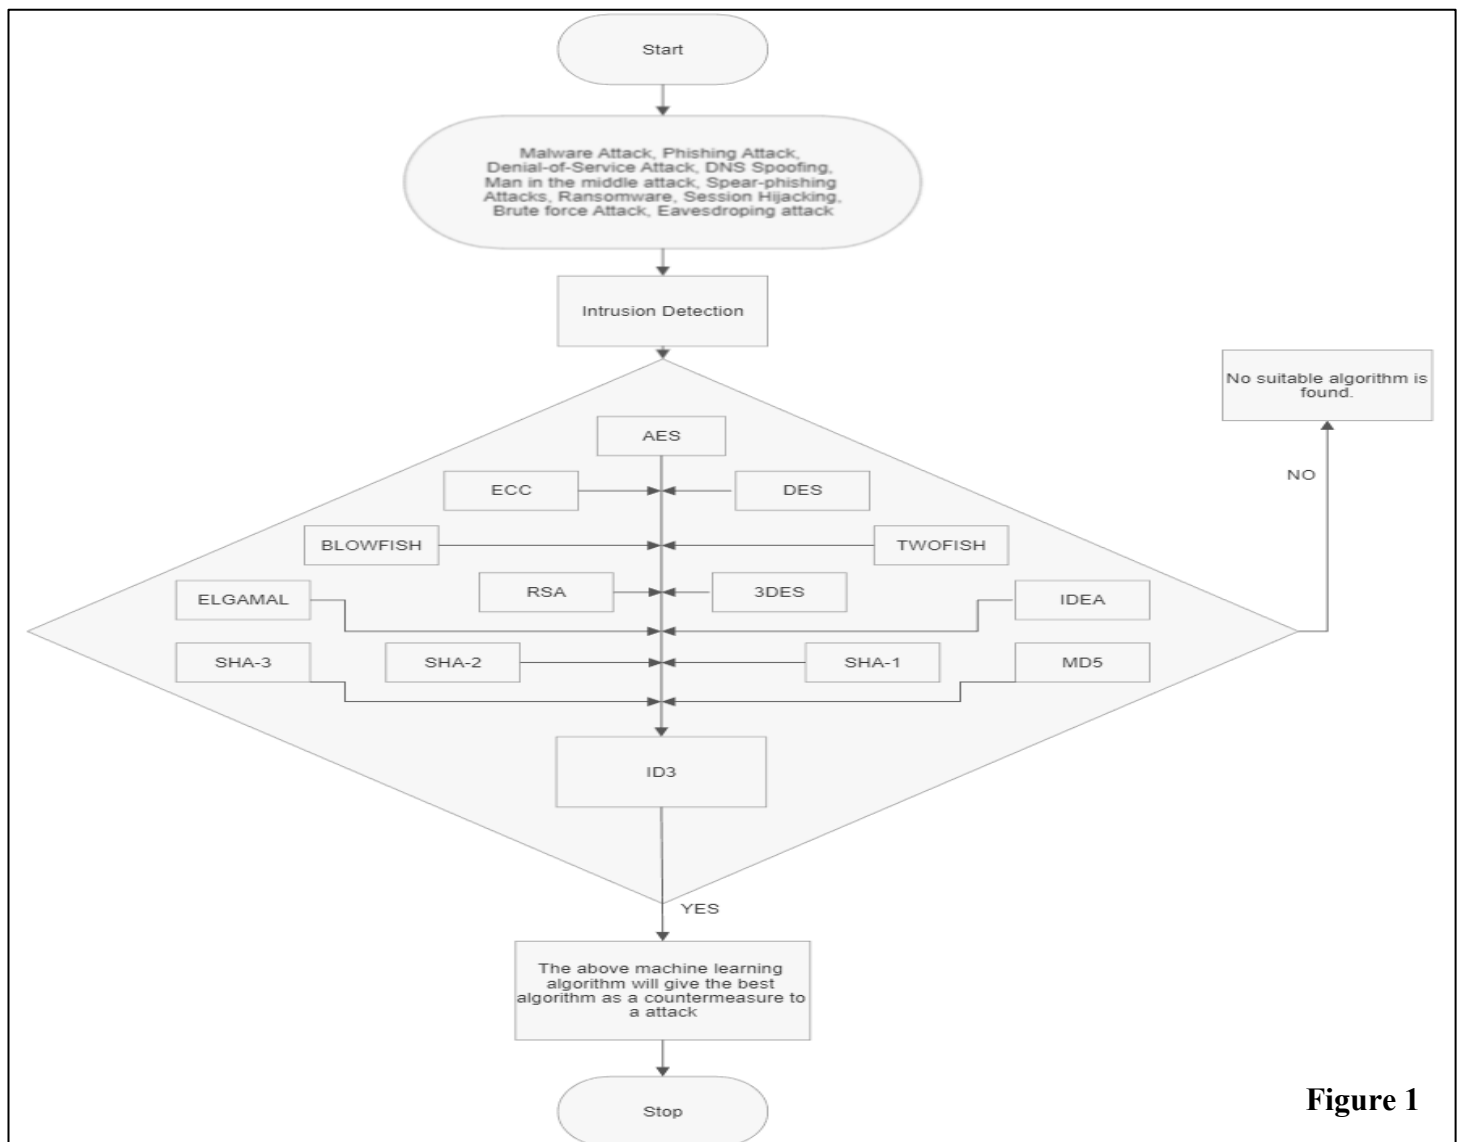 Start
Malware Attack, Phishing Attack,
Denial-of-Service Attack, DNS Spoofing,
Man in the middle attack, Spear-phishing
Attacks, Ransomware, Session Hijacking,
Brute force Attack, Eavesdroping attack
Intrusion Detection
No suitable algorithm is
found.
NO
AES
ECC
DES
BLOWFISH
TWOFISH
RSA
3DES
ELGAMAL
IDEA
SHA-3
SHA-2
SHA-1
MD5
ID3
YES
The above machine learning
algorithm will give the best
algorithm as a countermeasure to
a attack
Stop
Figure 1